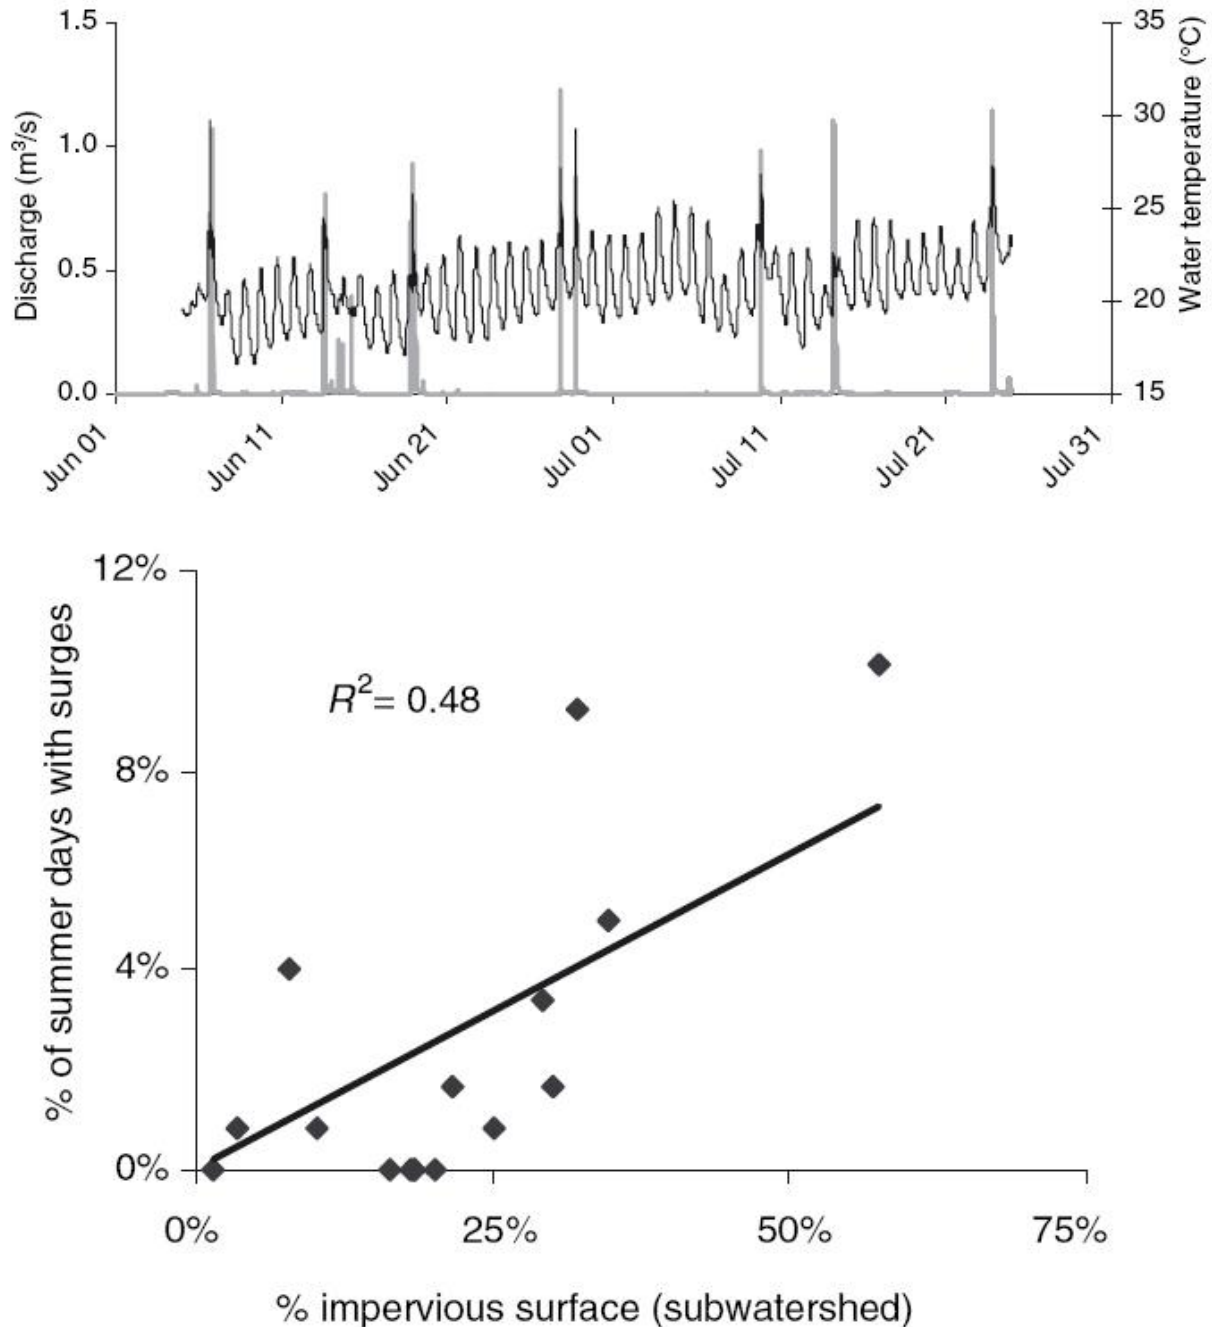 1.5
1.0
0.5
0.0
Discharge (m³/s)
35
30
25
20
15
Water temperature (°C)
Jun 01
Jun 11
Jun 21
Jul 01
Jul 11
Jul 21
Jul 31
12%
8%
4%
0%
% of summer days with surges
R²= 0.48
0%
25%
50%
75%
% impervious surface (subwatershed)